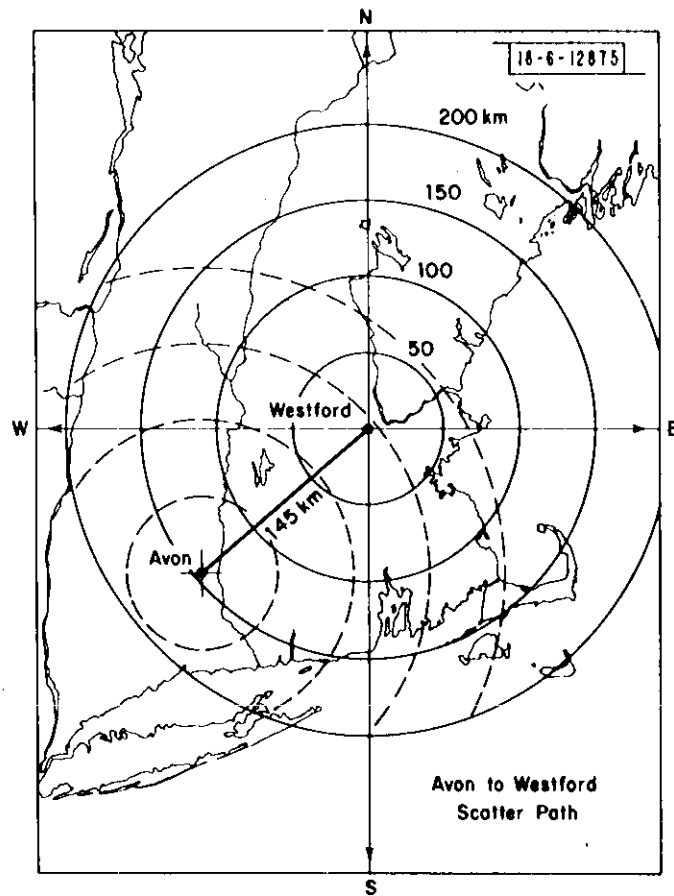 N
18-6-12875
200 km
150
100
50
Westford
W
E
145 km
Avon
Avon to Westford
Scatter Path
S